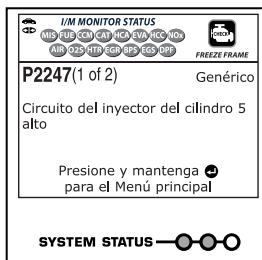 I/M MONITOR STATUS
MIS FUE CCM CAT HCA EVA HCC NOx
AIR O2S HTR EGR BPS EGS DPF
CHECK
FREEZE FRAME
P2247(1 of 2) Genérico
Circuito del inyector del cilindro 5
alto
Presione y mantenga
para el Menú principal
SYSTEM STATUS